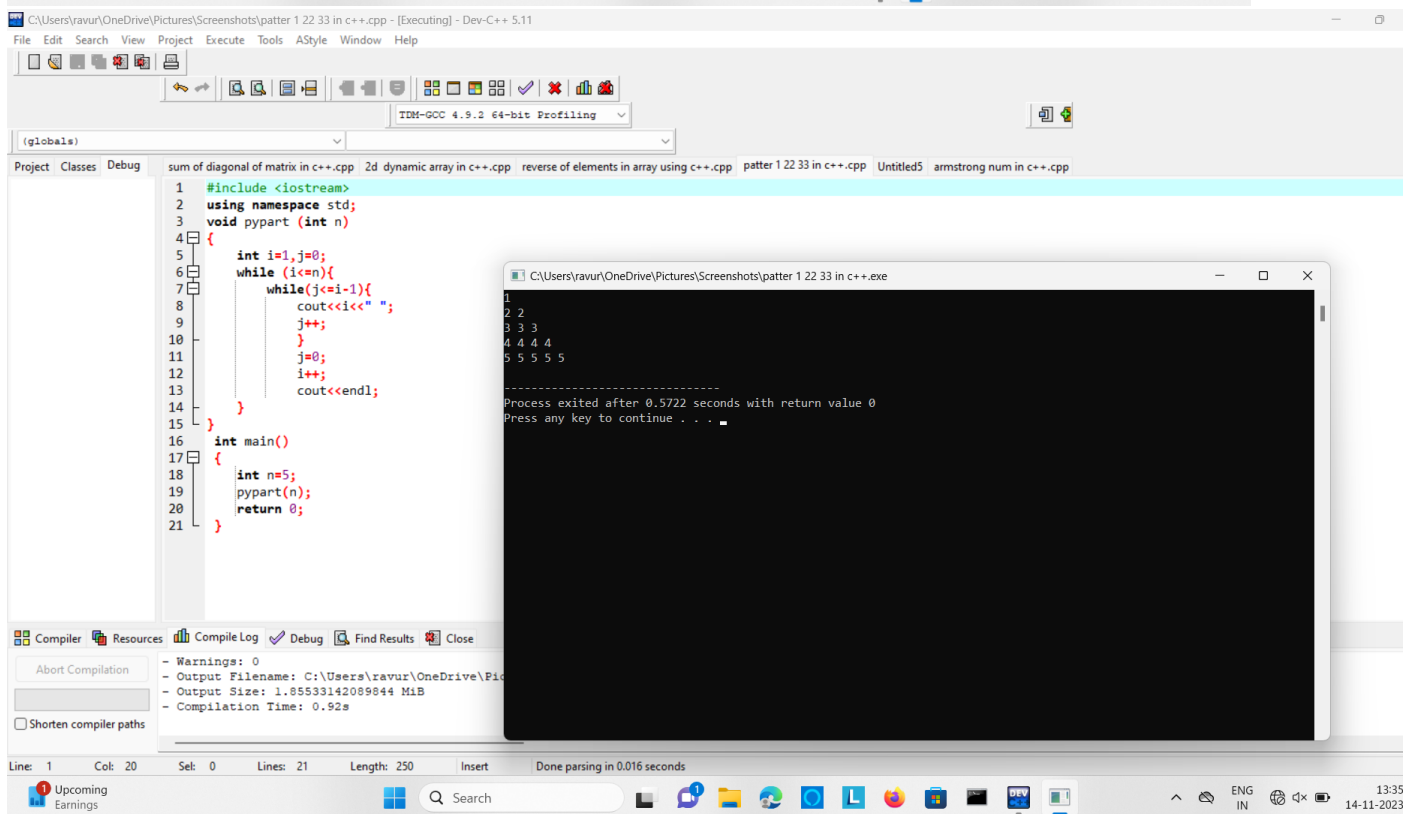 C:\Users\ravur\OneDrive\Pictures\Screenshots\patter 1 22 33 in c++.cpp - [Executing] - Dev-C++ 5.11
File Edit Search View Project Execute Tools AStyle Window Help
TDM-GCC 4.9.2 64-bit Profiling
(globals)
Project Classes Debug
sum of diagonal of matrix in c++.cpp 2d dynamic array in c++.cpp reverse of elements in array using c++.cpp patter 1 22 33 in c++.cpp Untitled5 armstrong num in c++.cpp
1 #include <iostream>
2 using namespace std;
3 void pypart (int n)
4 {
5 int i=1,j=0;
6 while (i<=n){
7 while(j<=i-1){
8 cout<<i<<" ";
9 j++;
10 }
11 j=0;
12 i++;
13 cout<<endl;
14 }
15 }
16 int main()
17 {
18 int n=5;
19 pypart(n);
20 return 0;
21 }
C:\Users\ravur\OneDrive\Pictures\Screenshots\patter 1 22 33 in c++.exe
1
2 2
3 3 3
4 4 4 4
5 5 5 5 5
--------------------------------
Process exited after 0.5722 seconds with return value 0
Press any key to continue . . .
Compiler Resources Compile Log Debug Find Results Close
Abort Compilation
Shorten compiler paths
- Warnings: 0
- Output Filename: C:\Users\ravur\OneDrive\Pic
- Output Size: 1.85533142089844 MiB
- Compilation Time: 0.92s
Line: 1 Col: 20 Sel: 0 Lines: 21 Length: 250 Insert Done parsing in 0.016 seconds
1
Upcoming
Earnings
Search
1
L
DEV
ENG
IN
13:35
14-11-2023